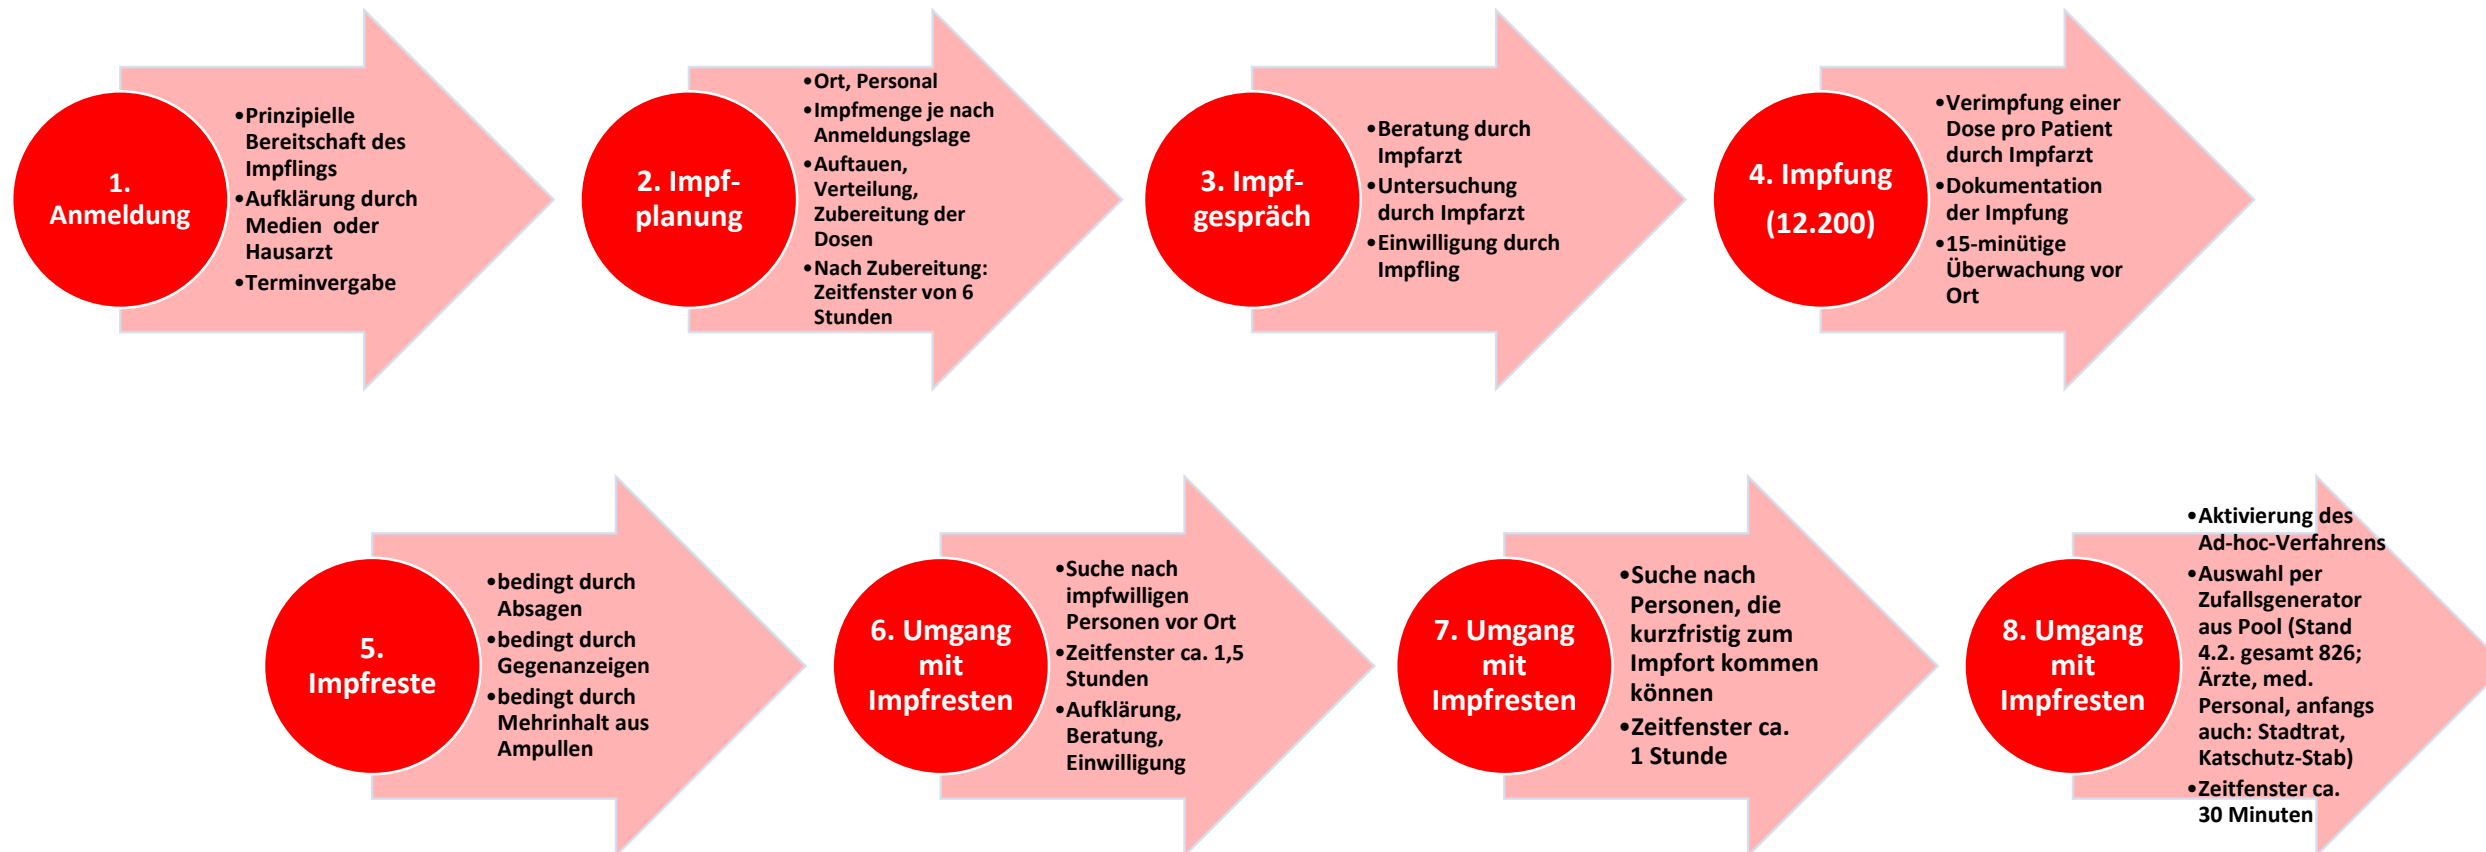 1.
Anmeldung
•Prinzipielle
Bereitschaft des
Impflings
•Aufklärung durch
Medien oder
Hausarzt
•Terminvergabe
2. Impf-
planung
•Ort, Personal
•Impfmenge je nach
Anmeldungslage
•Auftauen,
Verteilung,
Zubereitung der
Dosen
•Nach Zubereitung:
Zeitfenster von 6
Stunden
3. Impf-
gespräch
•Beratung durch
Impfarzt
•Untersuchung
durch Impfarzt
•Einwilligung durch
Impfling
4. Impfung
(12.200)
•Verimpfung einer
Dose pro Patient
durch Impfarzt
•Dokumentation
der Impfung
•15-minütige
Überwachung vor
Ort
5.
Impfreste
•bedingt durch
Absagen
•bedingt durch
Gegenanzeigen
•bedingt durch
Mehrinhalt aus
Ampullen
6. Umgang
mit
Impfresten
•Suche nach
impfwilligen
Personen vor Ort
•Zeitfenster ca. 1,5
Stunden
•Aufklärung,
Beratung,
Einwilligung
7. Umgang
mit
Impfresten
•Suche nach
Personen, die
kurzfristig zum
Impfort kommen
können
•Zeitfenster ca.
1 Stunde
8. Umgang
mit
Impfresten
•Aktivierung des
Ad-hoc-Verfahrens
•Auswahl per
Zufallsgenerator
aus Pool (Stand
4.2. gesamt 826;
Ärzte, med.
Personal, anfangs
auch: Stadtrat,
Katschutz-Stab)
•Zeitfenster ca.
30 Minuten